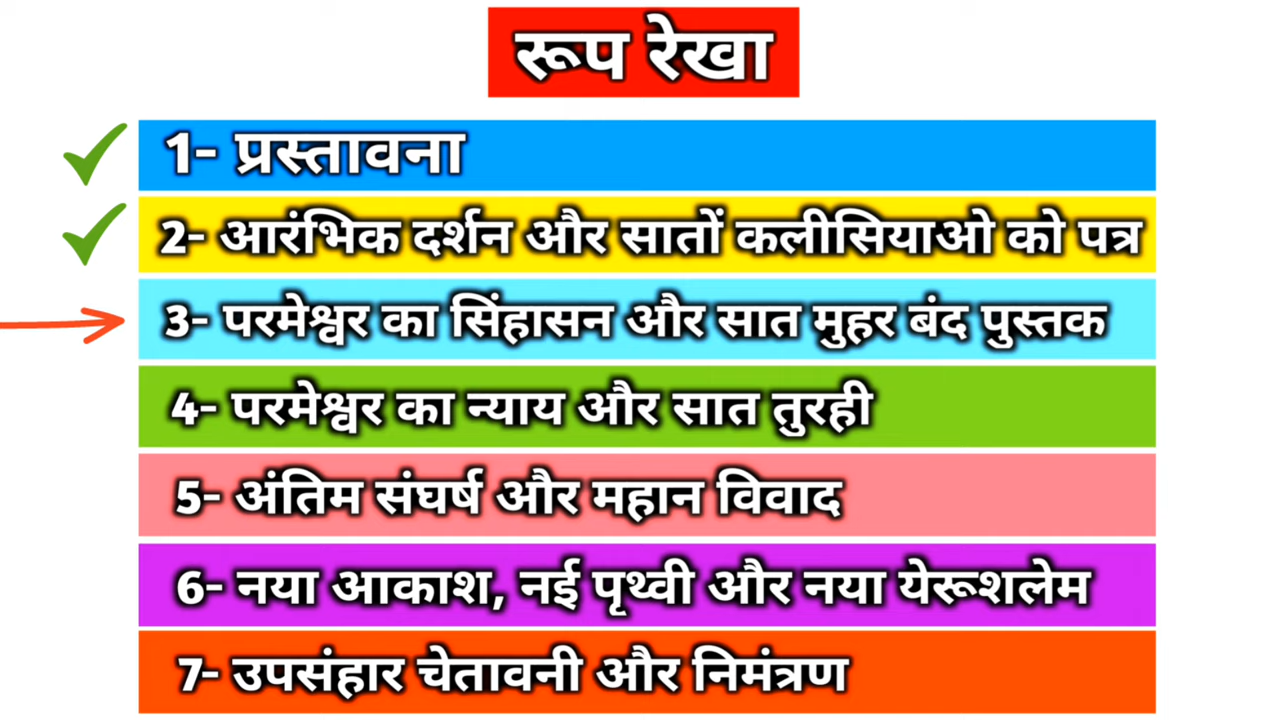 रूप रेखा
1- प्रस्तावना
2- आरंभिक दर्शन और सातों कलीसियाओ को पत्र
3- परमेश्वर का सिंहासन और सात मुहर बंद पुस्तक
4- परमेश्वर का न्याय और सात तुरही
5- अंतिम संघर्ष और महान विवाद
6- नया आकाश, नई पृथ्वी और नया येरूशलेम
7- उपसंहार चेतावनी और निमंत्रण